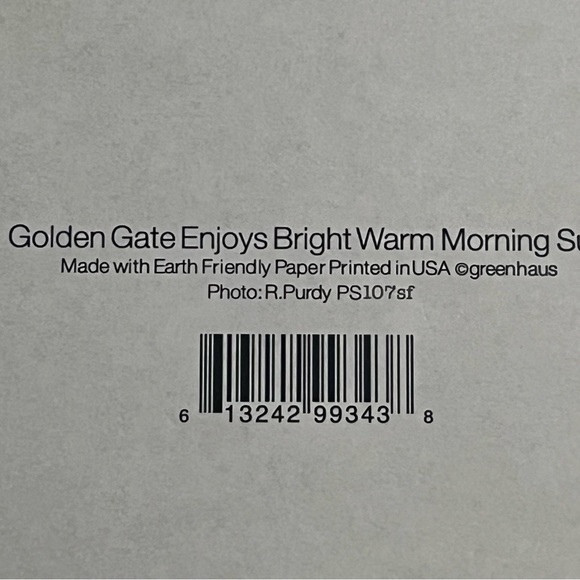 Golden Gate Enjoys Bright Warm Morning
Made with Earth Friendly Paper Printed in USA ©greenhaus
Photo: R.Purdy PS107sf
6 13242 99343 8